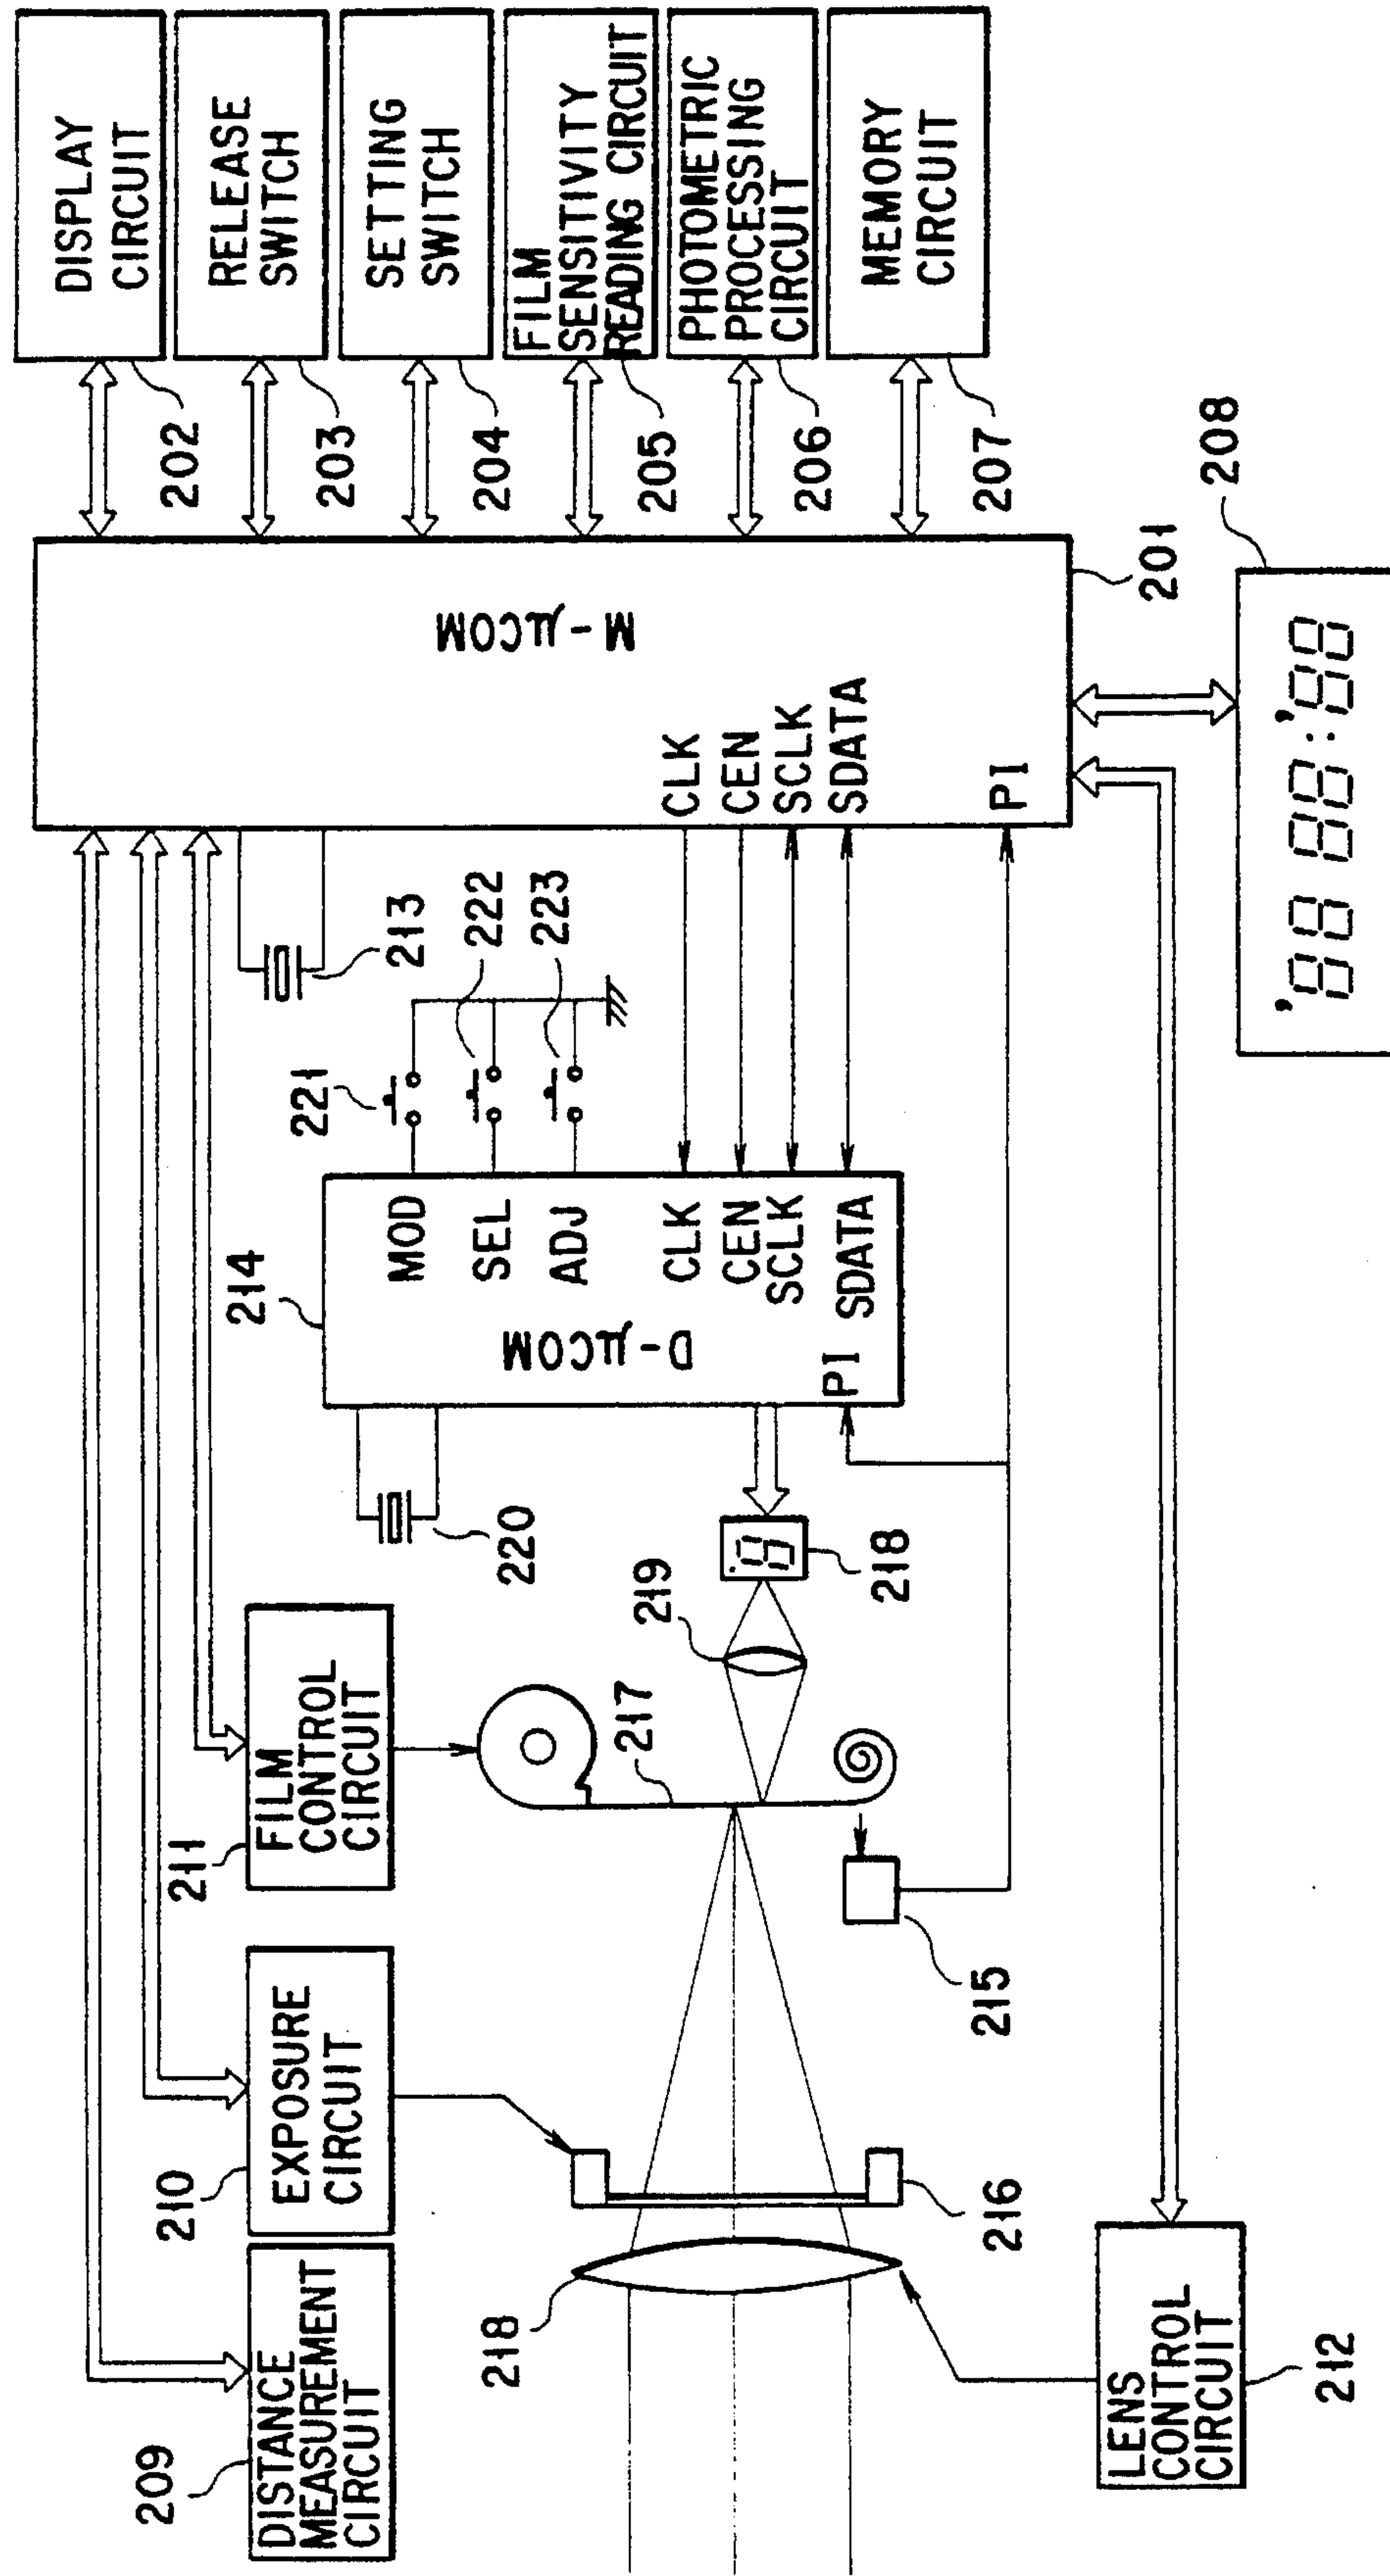 209
DISTANCE
MEASUREMENT
CIRCUIT
210
EXPOSURE
CIRCUIT
211
FILM
CONTROL
CIRCUIT
220
214
D-μCOM
MOD
SEL
ADJ
CLK
CEN
SCLK
SDATA
PI
221
222
223
213
M-μCOM
CLK
CEN
SCLK
SDATA
PI
201
202
DISPLAY
CIRCUIT
203
RELEASE
SWITCH
204
SETTING
SWITCH
205
FILM
SENSITIVITY
READING CIRCUIT
206
PHOTOMETRIC
PROCESSING
CIRCUIT
207
MEMORY
CIRCUIT
218
216
215
217
219
218
212
LENS
CONTROL
CIRCUIT
208
'88 88:'88